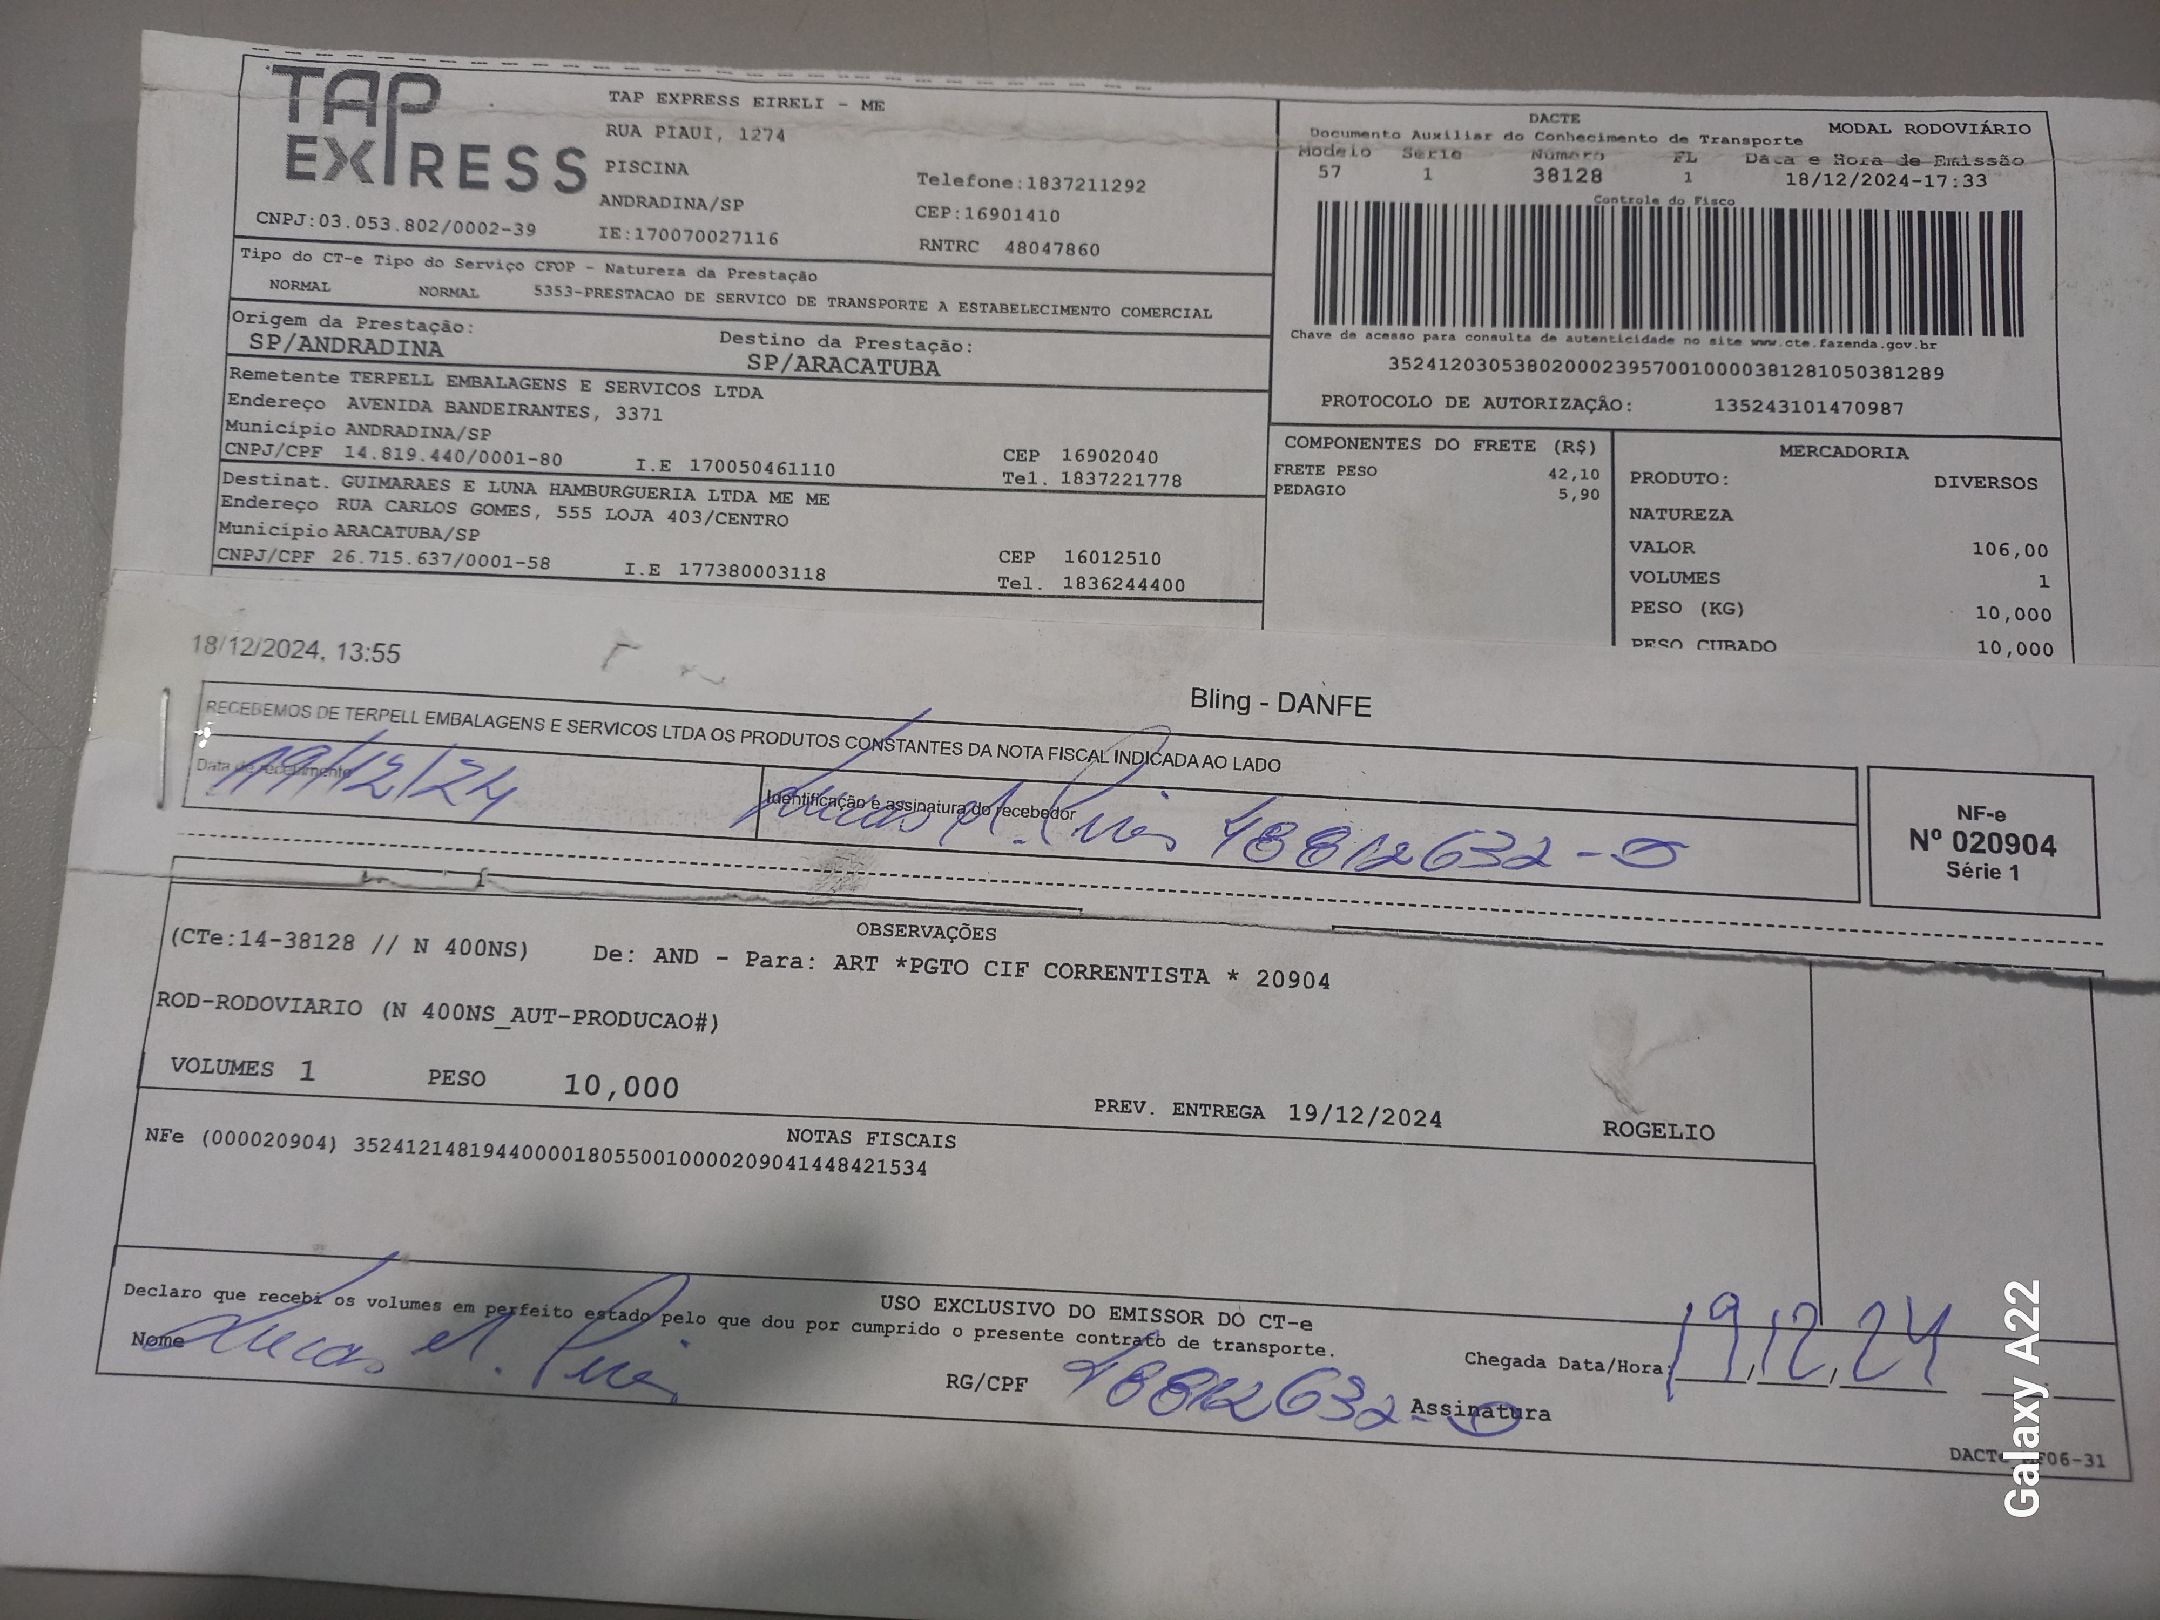 TAP EXPRESS
TAP EXPRESS EIRELI - ME
RUA PIAUI, 1274
PISCINA
Telefone:1837211292
ANDRADINA/SP
CEP:16901410
CNPJ:03.053.802/0002-39
IE:170070027116
RNTRC 48047860
DACTE
MODAL RODOVIÁRIO
Documento Auxiliar do Conhecimento de Transporte
Modelo Série Número FL Data e Hora de Emissão
57 1 38128 1 18/12/2024-17:33
Controle do Fisco
Chave de acesso para consulta de autenticidade no site www.cte.fazenda.gov.br
35241203053802000239570010000381281050381289
PROTOCOLO DE AUTORIZAÇÃO: 135243101470987
Tipo do CT-e Tipo do Serviço CFOP - Natureza da Prestação
NORMAL NORMAL 5353-PRESTACAO DE SERVICO DE TRANSPORTE A ESTABELECIMENTO COMERCIAL
Origem da Prestação: Destino da Prestação:
SP/ANDRADINA SP/ARACATUBA
Remetente TERPELL EMBALAGENS E SERVICOS LTDA
Endereço AVENIDA BANDEIRANTES, 3371
Município ANDRADINA/SP CEP 16902040
CNPJ/CPF 14.819.440/0001-80 I.E 170050461110 Tel. 1837221778
Destinat. GUIMARAES E LUNA HAMBURGUERIA LTDA ME ME
Endereço RUA CARLOS GOMES, 555 LOJA 403/CENTRO
Município ARACATUBA/SP CEP 16012510
CNPJ/CPF 26.715.637/0001-58 I.E 177380003118 Tel. 1836244400
COMPONENTES DO FRETE (R$)
FRETE PESO 42,10
PEDAGIO 5,90
MERCADORIA
PRODUTO: DIVERSOS
NATUREZA
VALOR 106,00
VOLUMES 1
PESO (KG) 10,000
PESO CUBADO 10,000
18/12/2024, 13:55
Bling - DANFE
RECEBEMOS DE TERPELL EMBALAGENS E SERVICOS LTDA OS PRODUTOS CONSTANTES DA NOTA FISCAL INDICADA AO LADO
Data de recebimento
19/12/24
Identificação e assinatura do recebedor
Lucas 48812632-
NF-e
Nº 020904
Série 1
OBSERVAÇÕES
(CTe:14-38128 // N 400NS) De: AND - Para: ART *PGTO CIF CORRENTISTA * 20904
ROD-RODOVIARIO (N 400NS_AUT-PRODUCAO#)
VOLUMES 1 PESO 10,000
PREV. ENTREGA 19/12/2024 ROGELIO
NOTAS FISCAIS
NFe (000020904) 35241214819440000180550010000209041448421534
USO EXCLUSIVO DO EMISSOR DO CT-e
Declaro que recebi os volumes em perfeito estado pelo que dou por cumprido o presente contrato de transporte.
Nome Lucas
RG/CPF 48812632-
Assinatura
Chegada Data/Hora: 19,12,24
Galaxy A22